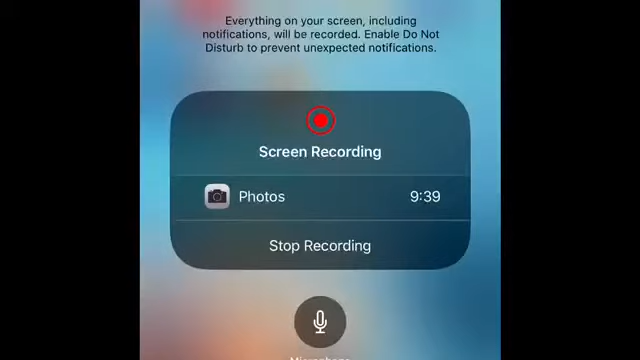 Everything on your screen, including
notifications, will be recorded. Enable Do Not
Disturb to prevent unexpected notifications.
Screen Recording
Photos 9:39
Stop Recording
Microphone